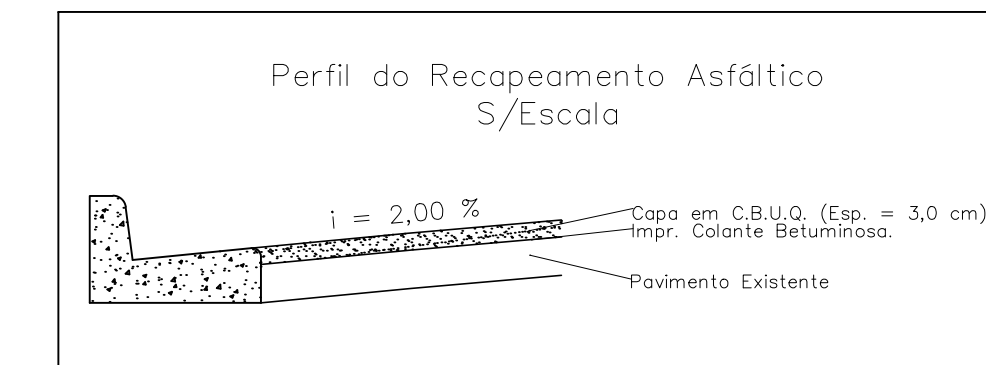 Perfil do Recapeamento Asfáltico
S/Escala
i = 2,00 %
Capa em C.B.U.Q. (Esp. = 3,0 cm)
Impr. Colante Betuminosa.
Pavimento Existente